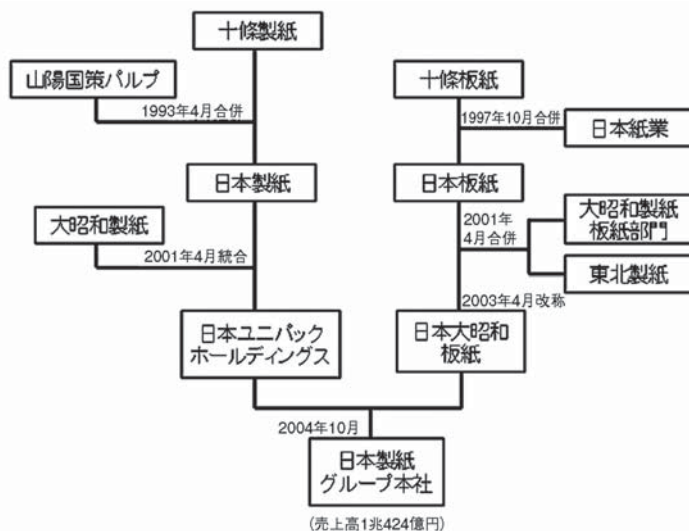 十條製紙
山陽国策パルプ
十條板紙
1993年4月合併
1997年10月合併
日本紙業
日本製紙
日本板紙
大昭和製紙
2001年
4月合併
大昭和製紙
板紙部門
2001年4月統合
東北製紙
2003年4月改称
日本ユニパック
ホールディングス
日本大昭和
板紙
2004年10月
日本製紙
グループ本社
(売上高1兆424億円)